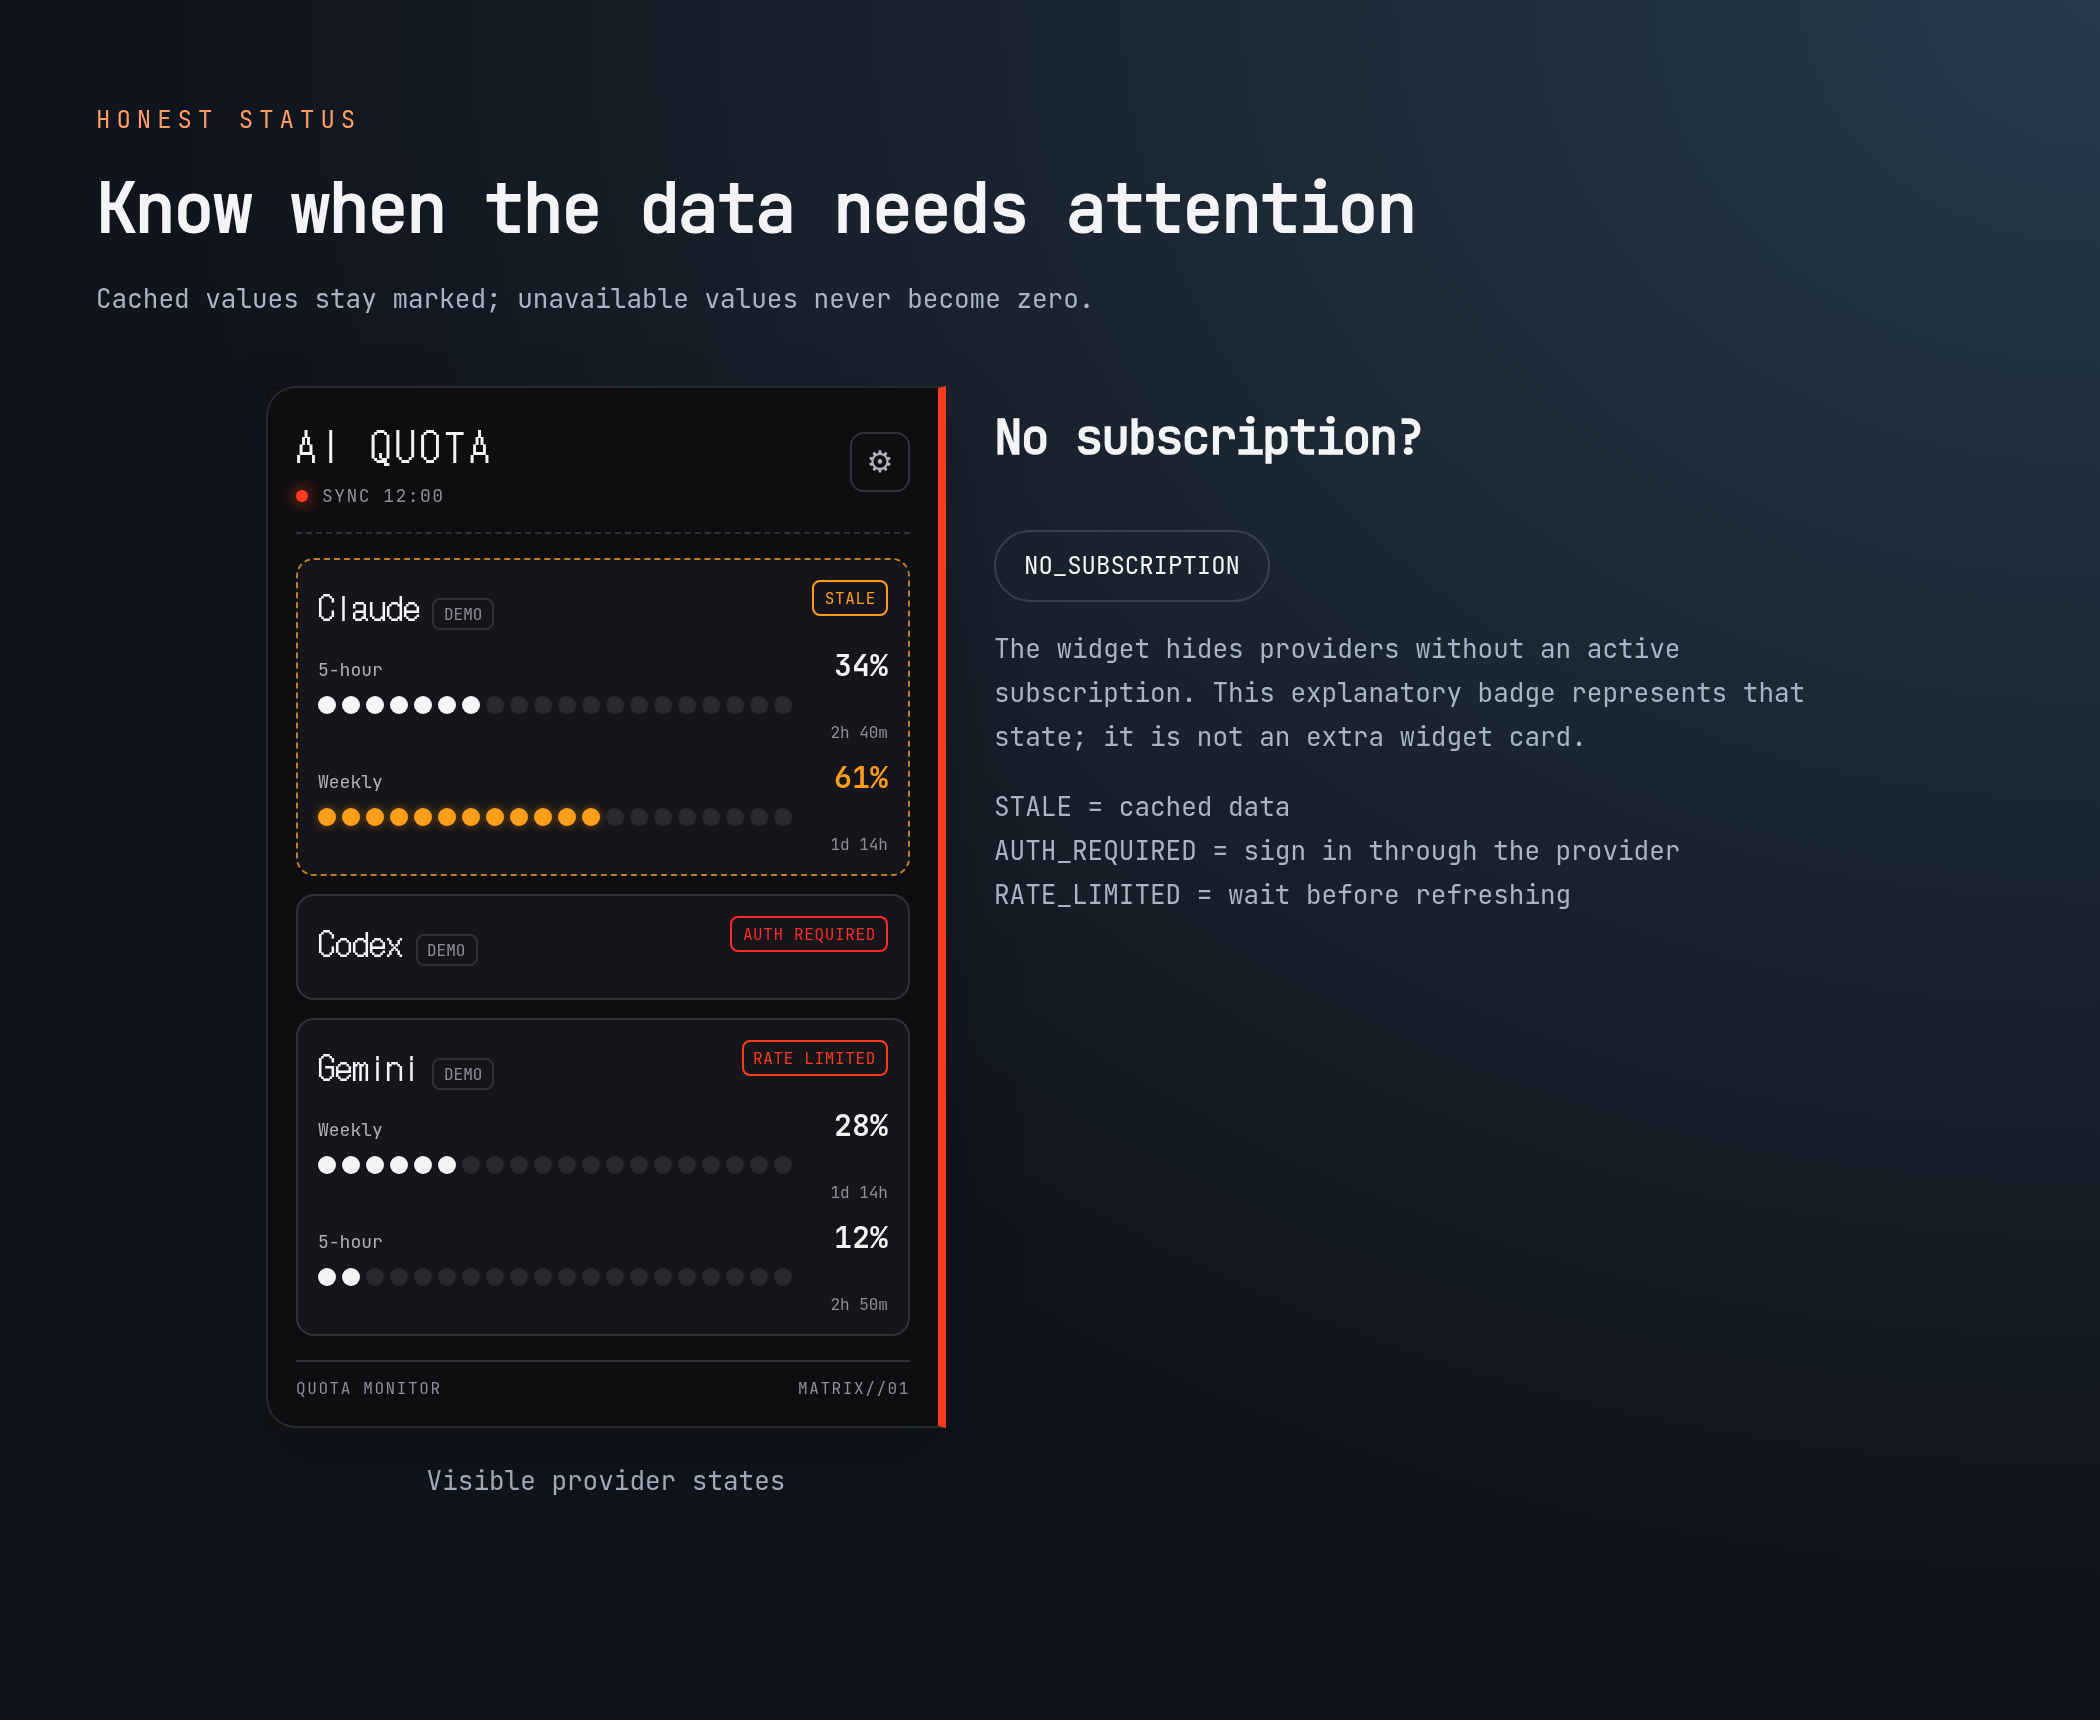 HONEST STATUS
Know when the data needs attention
Cached values stay marked; unavailable values never become zero.
AI QUOTA
SYNC 12:00
Claude DEMO STALE
5-hour 34%
2h 40m
Weekly 61%
1d 14h
Codex DEMO AUTH REQUIRED
Gemini DEMO RATE LIMITED
Weekly 28%
1d 14h
5-hour 12%
2h 50m
QUOTA MONITOR MATRIX//01
Visible provider states
No subscription?
NO_SUBSCRIPTION
The widget hides providers without an active
subscription. This explanatory badge represents that
state; it is not an extra widget card.
STALE = cached data
AUTH_REQUIRED = sign in through the provider
RATE_LIMITED = wait before refreshing